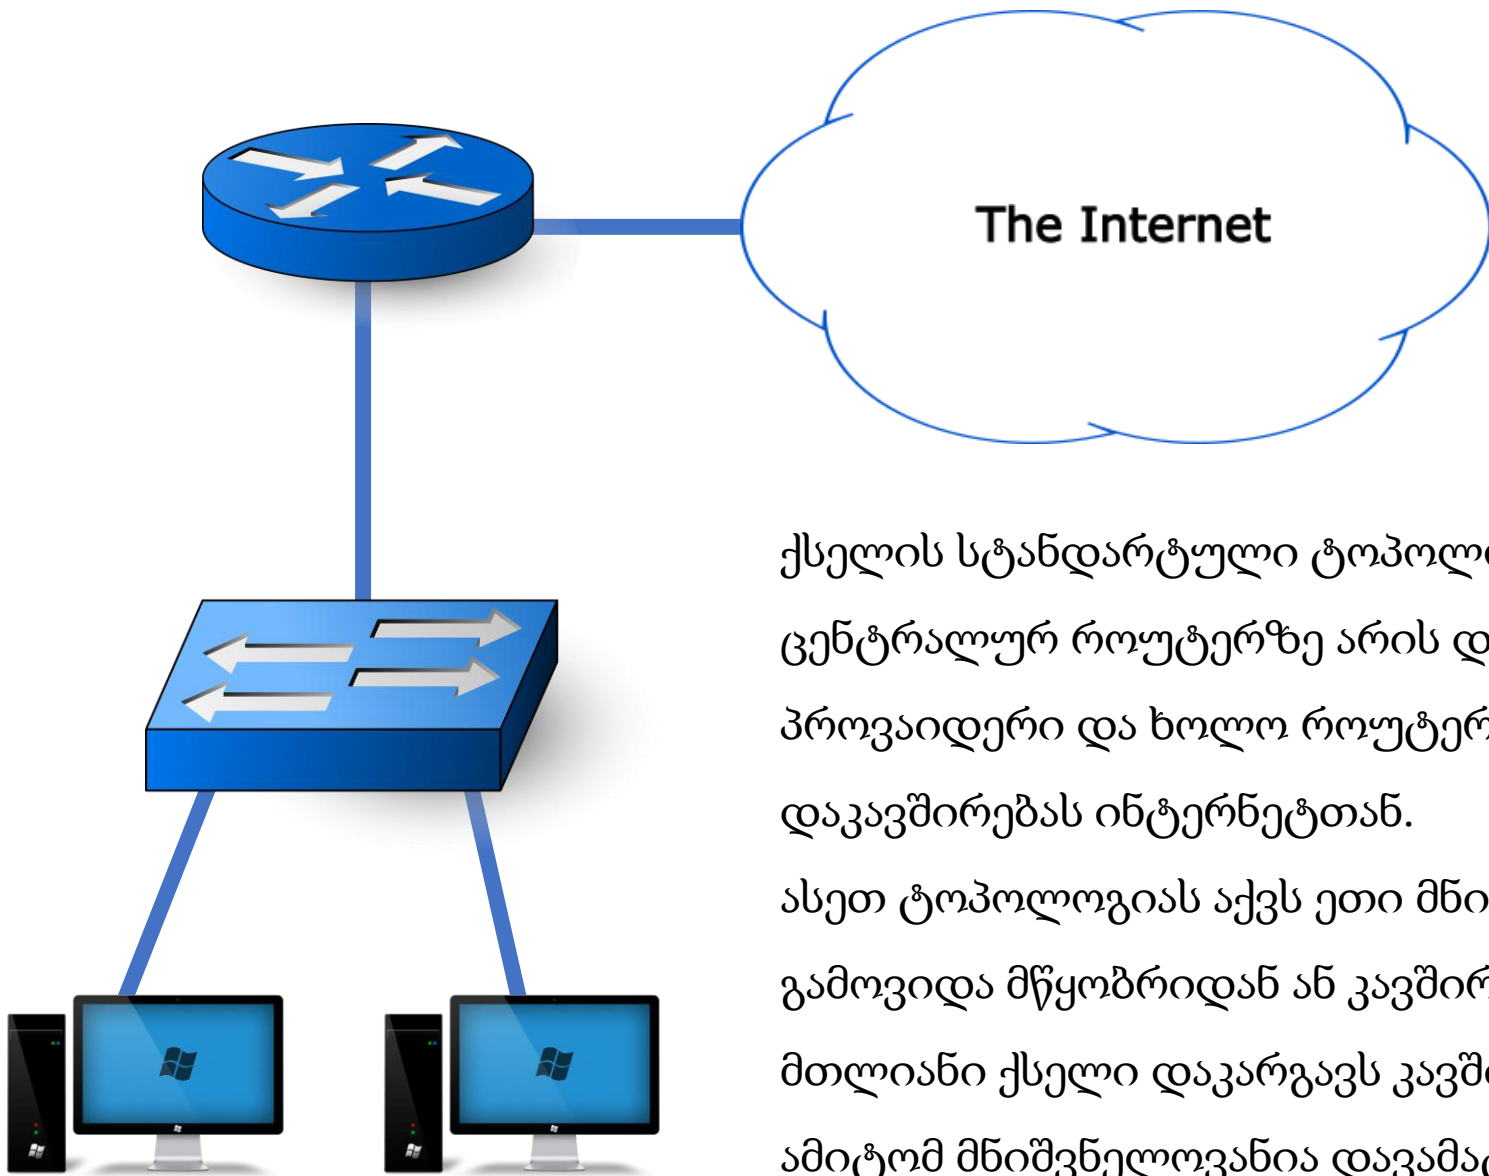 The Internet
ქსელის სტანდარტული
ცენტრალურ როუტერზე არის
პროვაიდერი და ხოლო
დაკავშირებას ინტერნეტთან.
ასეთ ტოპოლოგიას აქვს ეთი
გამოვიდა მწყობრიდან ან
მთლიანი ქსელი დაკარგავს
ამიტომ მნიშვნელოვანია